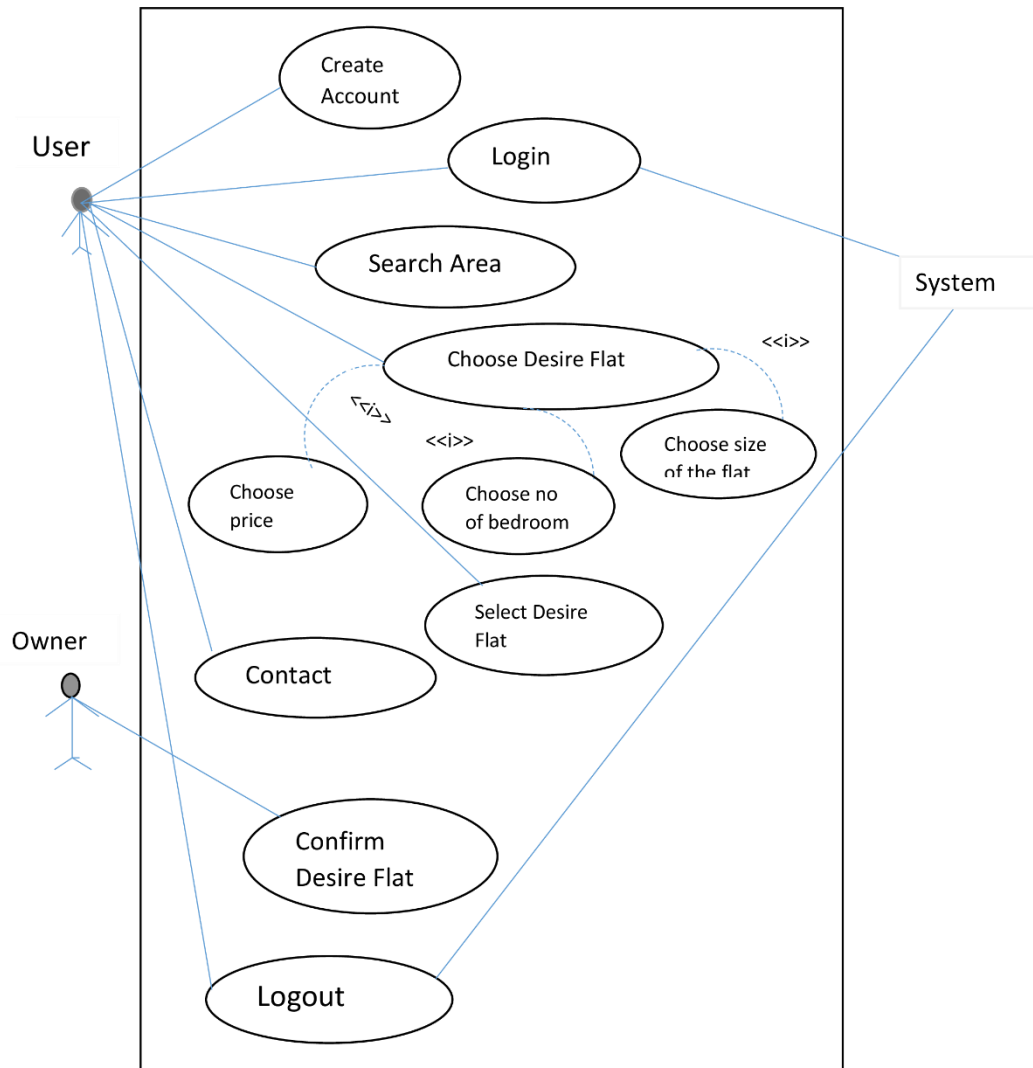 Create
Account
User
Login
Search Area
System
Choose Desire Flat
<<i>>
<<i>>
<<i>>
Choose size
of the flat
Choose
price
Choose no
of bedroom
Select Desire
Flat
Owner
Contact
Confirm
Desire Flat
Logout